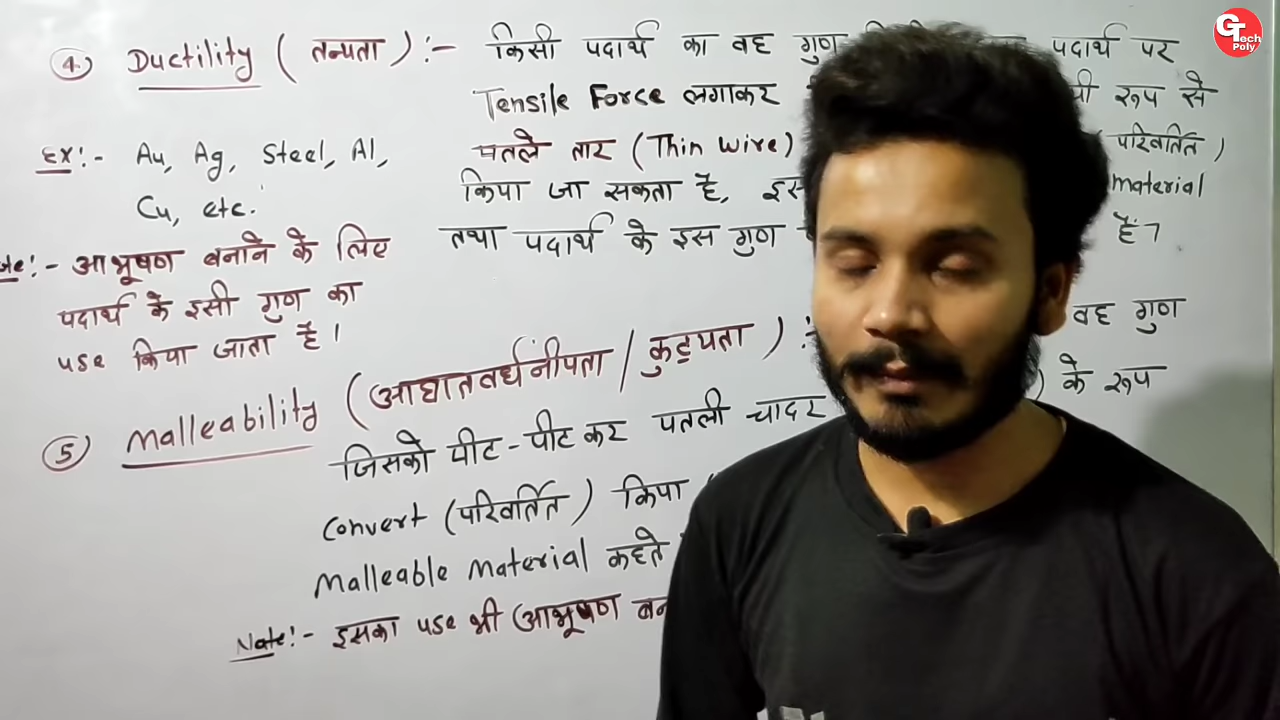 GTech Poly
④ Ductility ( तन्यता ) :- किसी पदार्थ का वह गुण पदार्थ पर
Tensile Force लगाकर रूप से
पतले तार (Thin Wire) (परिवर्तित)
किया जा सकता है, इस material
तथा पदार्थ के इस गुण हैं।
Ex:- Au, Ag, Steel, Al,
Cu, etc.
आभूषण बनाने के लिए
पदार्थ के इसी गुण का
use किया जाता है।
⑤ Malleability (आघातवर्धनीयता / कुट्टयता ) :- वह गुण
जिसको पीट-पीट कर पतली चादर ) के रूप
Convert (परिवर्तित) किया
Malleable Material कहते
Note:- इसका use भी (आभूषण